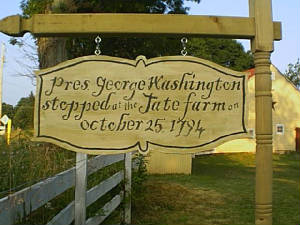 Pres. George Washington
stopped at the Tate farm on
October 25, 1794